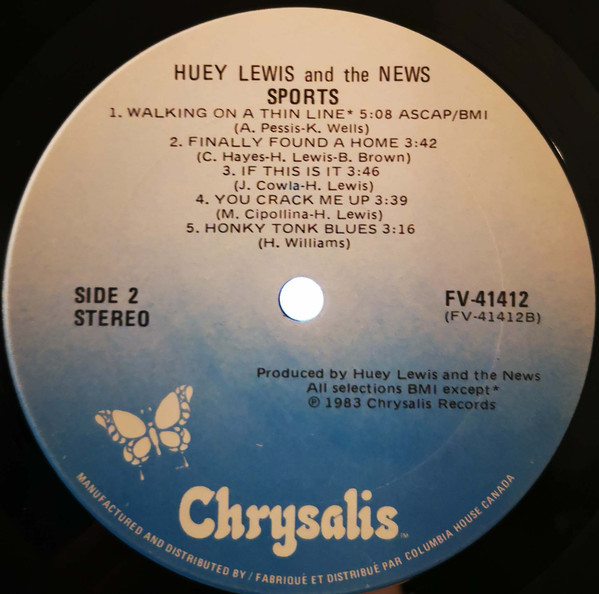 HUEY LEWIS and the NEWS
SPORTS
1. WALKING ON A THIN LINE* 5:08 ASCAP/BMI
(A. Pessis-K. Wells)
2. FINALLY FOUND A HOME 3:42
(C. Hayes-H. Lewis-B. Brown)
3. IF THIS IS IT 3:46
(J. Cowla-H. Lewis)
4. YOU CRACK ME UP 3:39
(M. Cipollina-H. Lewis)
5. HONKY TONK BLUES 3:16
(H. Williams)
SIDE 2
STEREO
FV-41412
(FV-41412B)
Produced by Huey Lewis and the News
All selections BMI except*
℗ 1983 Chrysalis Records
Chrysalis™
MANUFACTURED AND DISTRIBUTED BY / FABRIQUÉ ET DISTRIBUÉ PAR COLUMBIA HOUSE CANADA